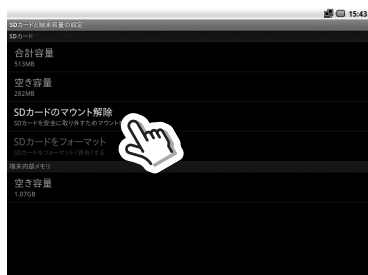 15:43
SDカードと端末容量の設定
SDカード
合計容量
513MB
空き容量
282MB
SDカードのマウント解除
SDカードを安全に取り外すためマウント
SDカードをフォーマット
SDカードをフォーマット(消去)する
端末内部メモリ
空き容量
1.07GB